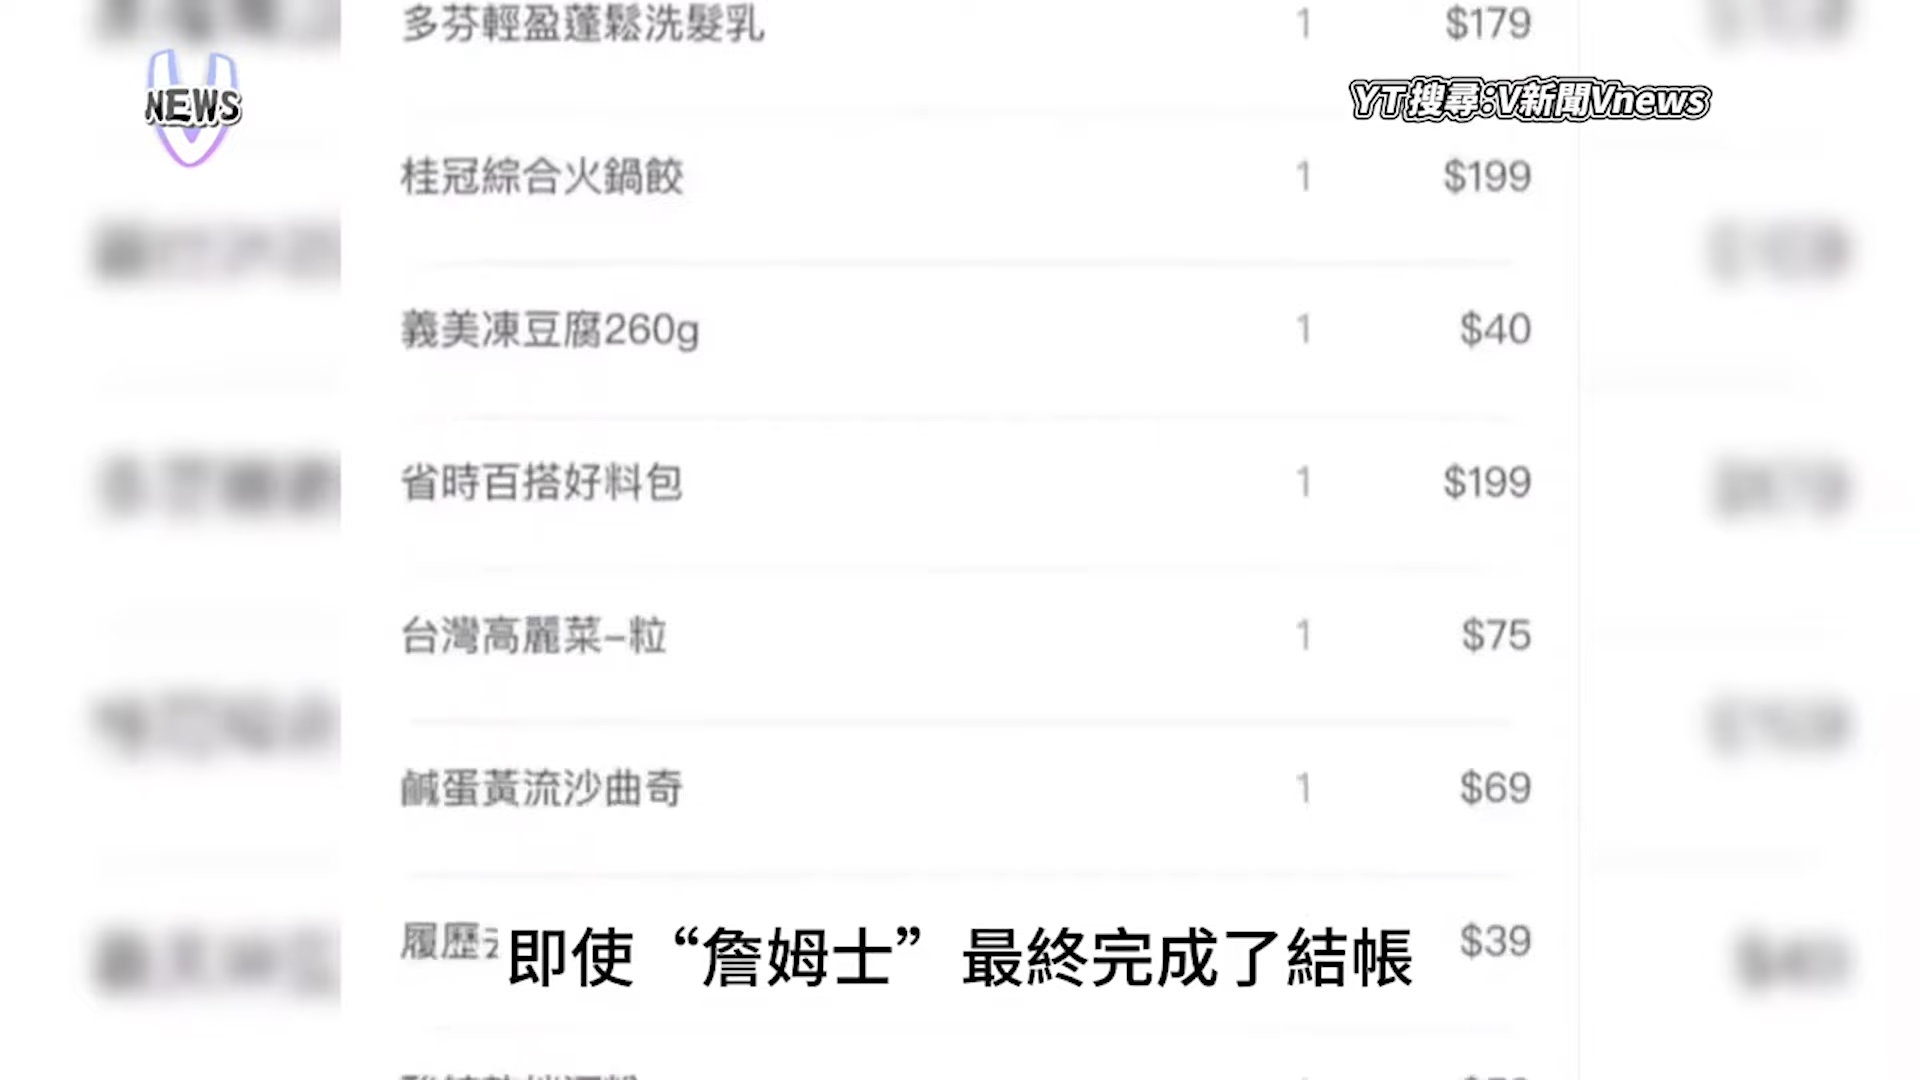 多芬輕盈蓬鬆洗髮乳 1 $179
NEWS
YT搜尋:V新聞Vnews
桂冠綜合火鍋餃 1 $199
義美凍豆腐260g 1 $40
省時百搭好料包 1 $199
台灣高麗菜-粒 1 $75
鹹蛋黃流沙曲奇 1 $69
履歷 $39
即使“詹姆士”最終完成了結帳